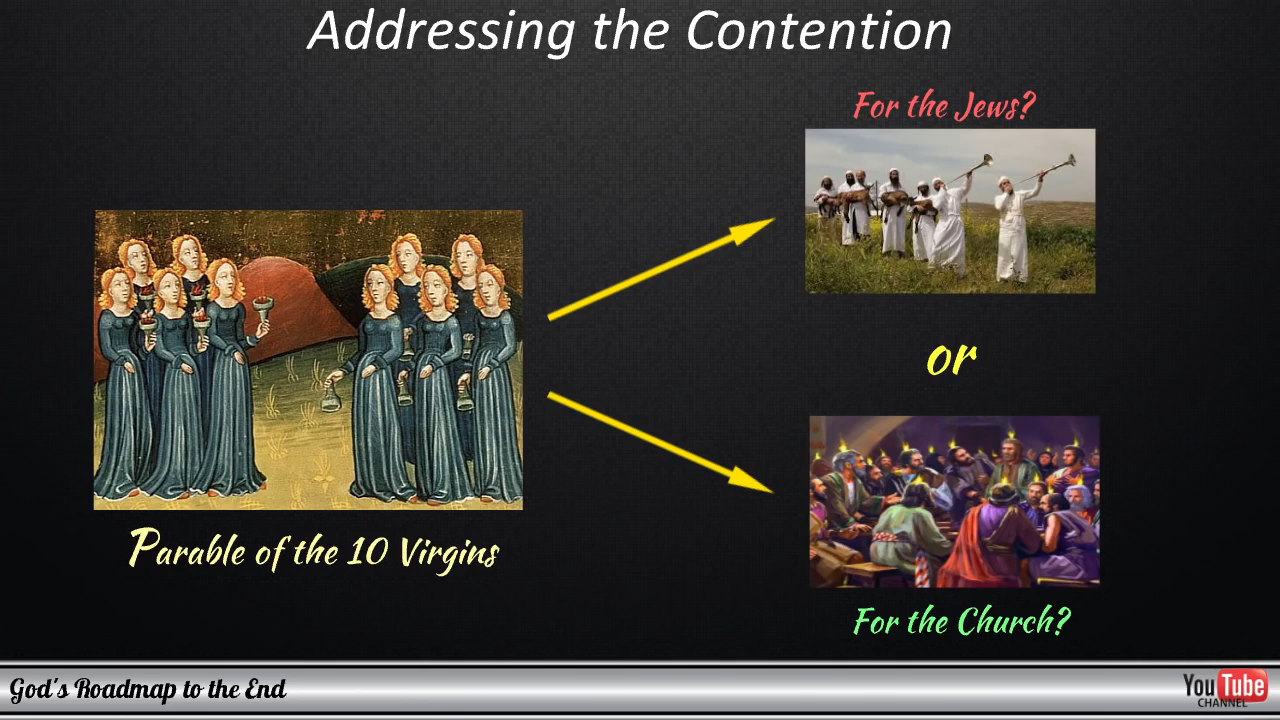 Addressing the Contention
For the Jews?
or
Parable of the 10 Virgins
For the Church?
God's Roadmap to the End
YouTube
CHANNEL